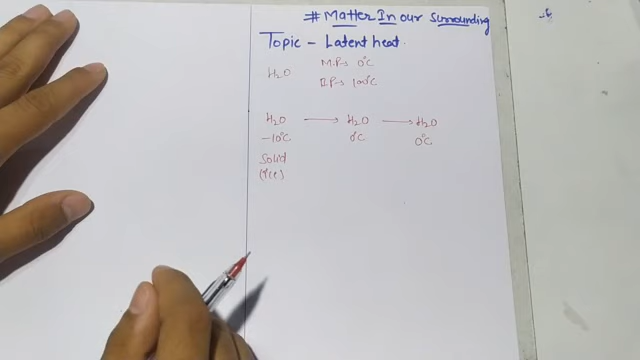 # Matter In our Surrounding
Topic - Latent heat.
H₂O M.P → 0°C
B.P → 100°C
H₂O → H₂O → H₂O
-10°C 0°C 0°C
Solid
(ice)